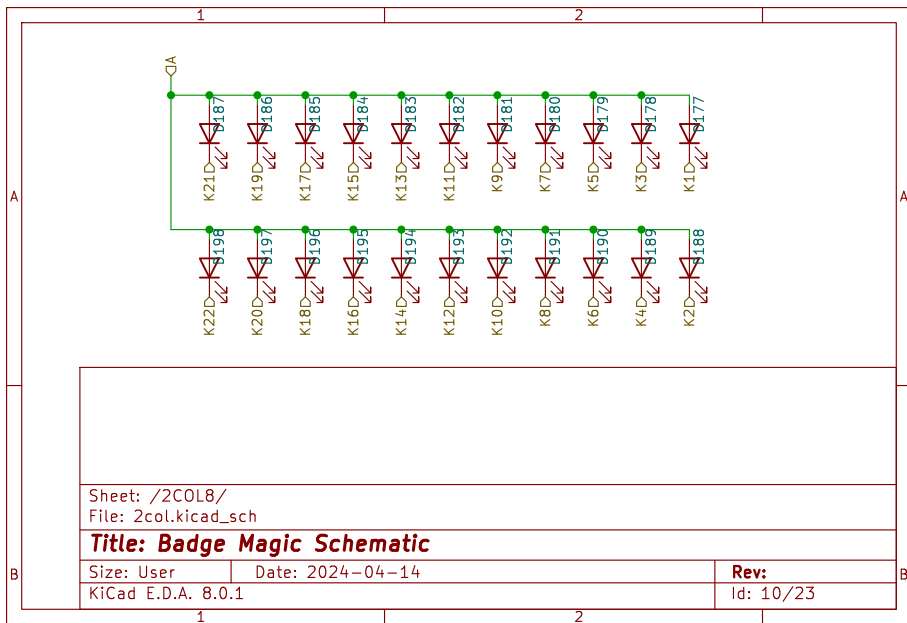 1 2
A
D187 D186 D185 D184 D183 D182 D181 D180 D179 D178 D177
K21 K19 K17 K15 K13 K11 K9 K7 K5 K3 K1
A A
D198 D197 D196 D195 D194 D193 D192 D191 D190 D189 D188
K22 K20 K18 K16 K14 K12 K10 K8 K6 K4 K2
Sheet: /2COL8/
File: 2col.kicad_sch
Title: Badge Magic Schematic
B B
Size: User Date: 2024-04-14 Rev:
KiCad E.D.A. 8.0.1 Id: 10/23
1 2